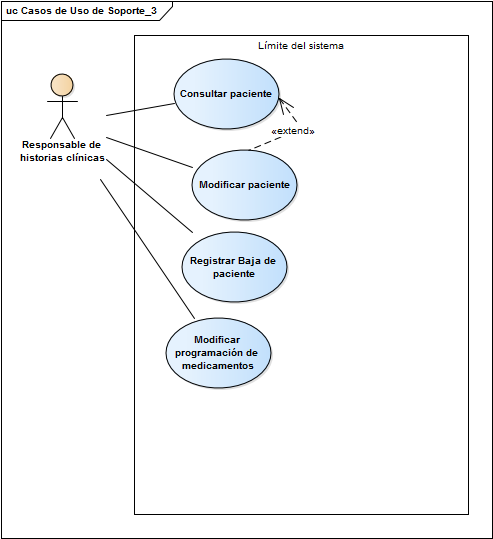 uc Casos de Uso de Soporte_3
Límite del sistema
Consultar paciente
«extend»
Responsable de
historias clínicas
Modificar paciente
Registrar Baja de
paciente
Modificar
programación de
medicamentos